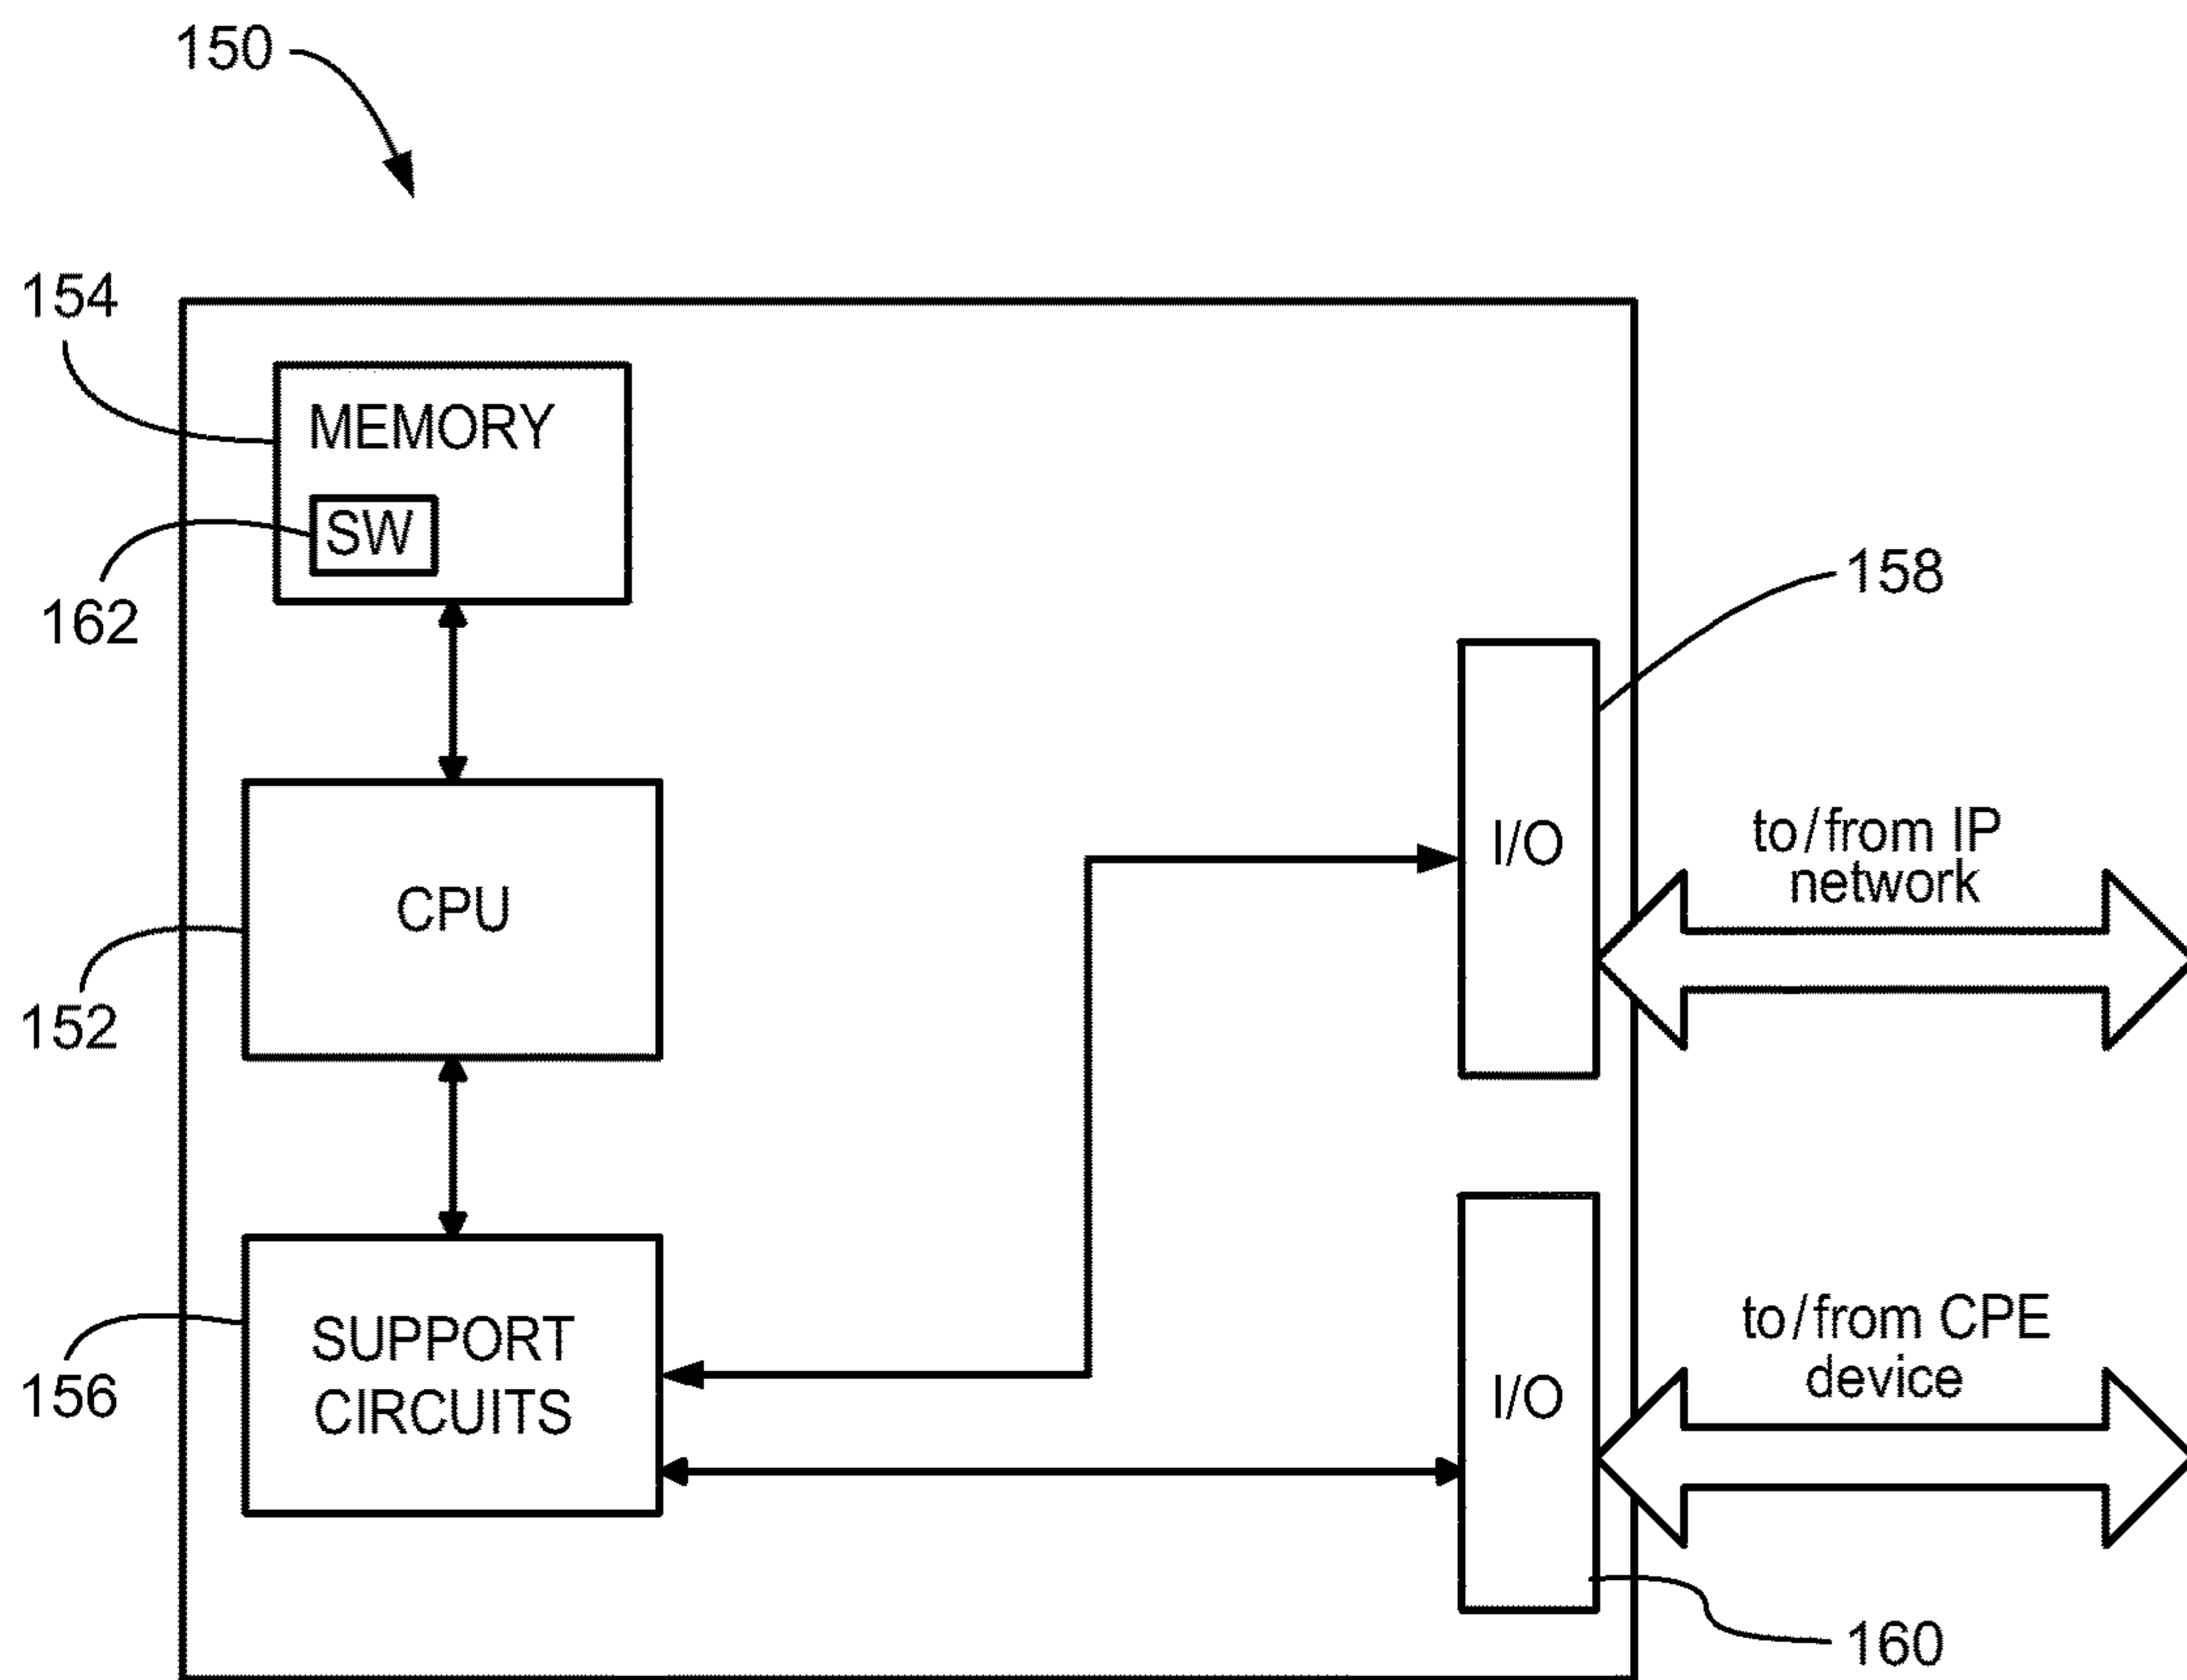 150
154
MEMORY
SW
162
158
I/O
to/from IP
network
CPU
152
to/from CPE
device
I/O
SUPPORT
CIRCUITS
156
160